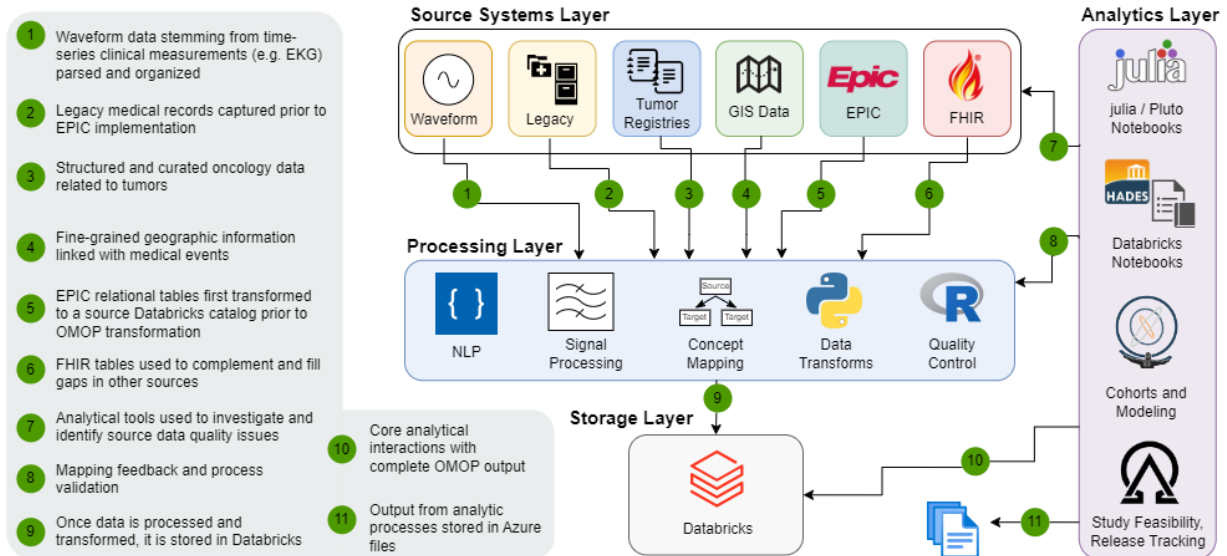 1
Waveform data stemming from time-
series clinical measurements (e.g. EKG)
parsed and organized
2
Legacy medical records captured prior to
EPIC implementation
3
Structured and curated oncology data
related to tumors
4
Fine-grained geographic information
linked with medical events
5
EPIC relational tables first transformed
to a source Databricks catalog prior to
OMOP transformation
6
FHIR tables used to complement and fill
gaps in other sources
7
Analytical tools used to investigate and
identify source data quality issues
8
Mapping feedback and process
validation
9
Once data is processed and
transformed, it is stored in Databricks
10
Core analytical
interactions with
complete OMOP output
11
Output from analytic
processes stored in Azure
files
Source Systems Layer
Waveform
Legacy
Tumor
Registries
GIS Data
Epic
EPIC
FHIR
1
2
3
4
5
6
7
8
Processing Layer
{ }
NLP
Signal
Processing
Source
Target
Target
Concept
Mapping
Data
Transforms
R
Quality
Control
9
Storage Layer
Databricks
10
11
Analytics Layer
julia
julia / Pluto
Notebooks
HADES
Databricks
Notebooks
Cohorts and
Modeling
Study Feasibility,
Release Tracking